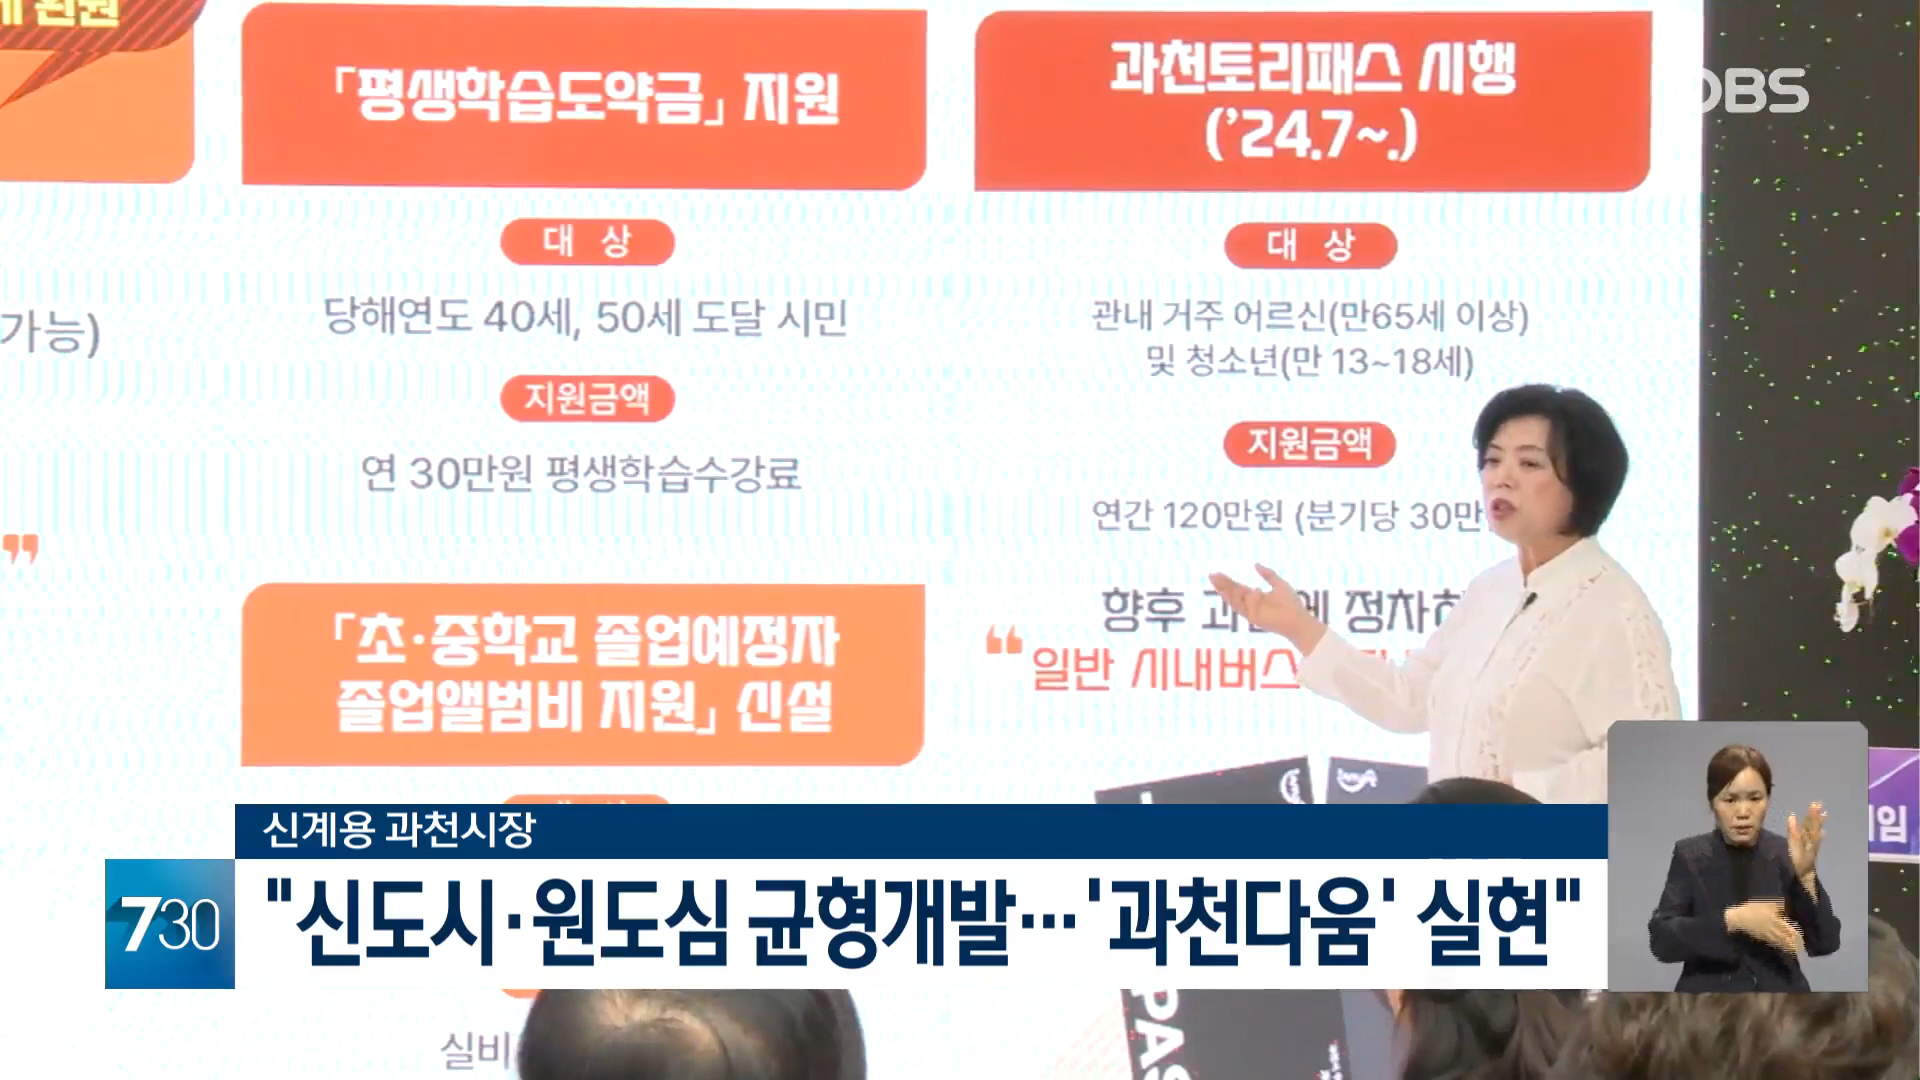 OBS
「평생학습도약금」 지원
대 상
당해연도 40세, 50세 도달 시민
지원금액
연 30만원 평생학습수강료
과천토리패스 시행
('24.7~.)
대 상
관내 거주 어르신(만65세 이상)
및 청소년(만 13~18세)
지원금액
연간 120만원 (분기당 30만
향후 정차
“ 일반 시내버스
가능)
”
「초·중학교 졸업예정자
졸업앨범비 지원」 신설
실비
PAS
임
신계용 과천시장
730
"신도시·원도심 균형개발…'과천다움' 실현"